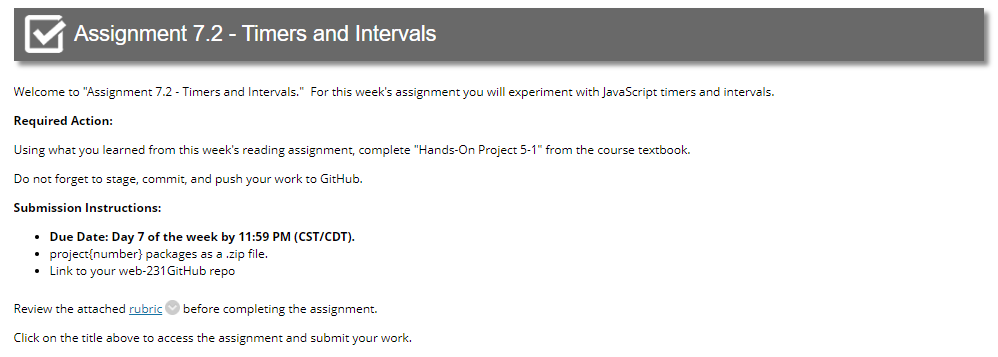 Assignment 7.2 - Timers and Intervals
Welcome to "Assignment 7.2 - Timers and Intervals."  For this week's assignment you will experiment with JavaScript timers and intervals.
Required Action:
Using what you learned from this week's reading assignment, complete "Hands-On Project 5-1" from the course textbook.
Do not forget to stage, commit, and push your work to GitHub.
Submission Instructions:
• Due Date: Day 7 of the week by 11:59 PM (CST/CDT).
• project{number} packages as a .zip file.
• Link to your web-231GitHub repo
Review the attached rubric before completing the assignment.
Click on the title above to access the assignment and submit your work.